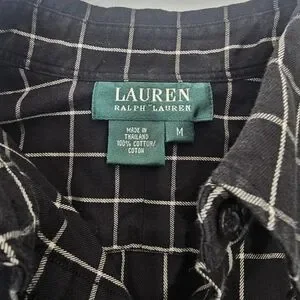 LAUREN
RALPH LAUREN
MADE IN
THAILAND
100% COTTON/
COTON
M